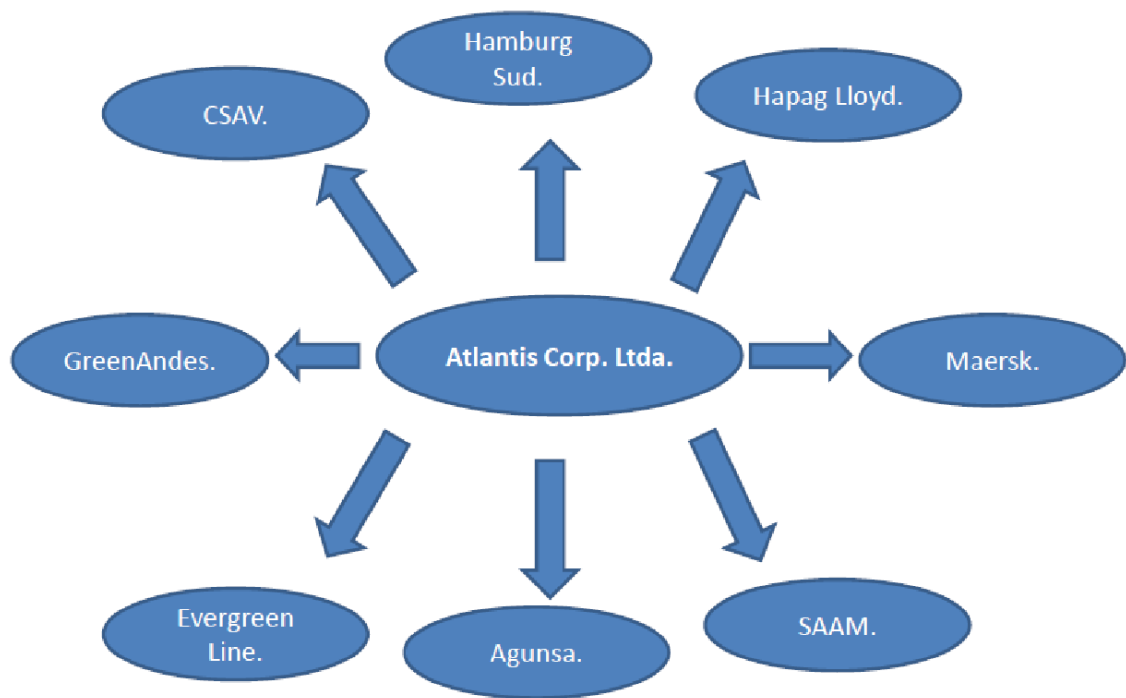 Hamburg
Sud.
CSAV.
Hapag Lloyd.
GreenAndes.
Atlantis Corp. Ltda.
Maersk.
Evergreen
Line.
Agunsa.
SAAM.